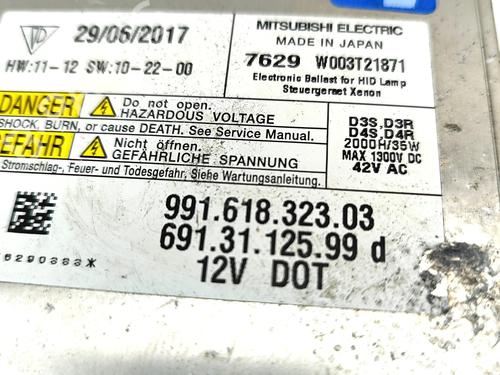 29/06/2017
HW:11-12 SW:10-22-00
MITSUBISHI ELECTRIC
MADE IN JAPAN
7629 W003T21871
Electronic Ballast for HID Lamp
Steuergeraet Xenon
DANGER Do not open.
HAZARDOUS VOLTAGE
SHOCK, BURN, or cause DEATH. See Service Manual.
GEFAHR Nicht öffnen.
GEFÄHRLICHE SPANNUNG
Stromschlag-, Feuer- und Todesgefahr, Siehe Wartungsanleitung.
D3S, D3R
D4S, D4R
2000H/35W
MAX 1300V DC
42V AC
991.618.323.03
691.31.125.99 d
12V DOT